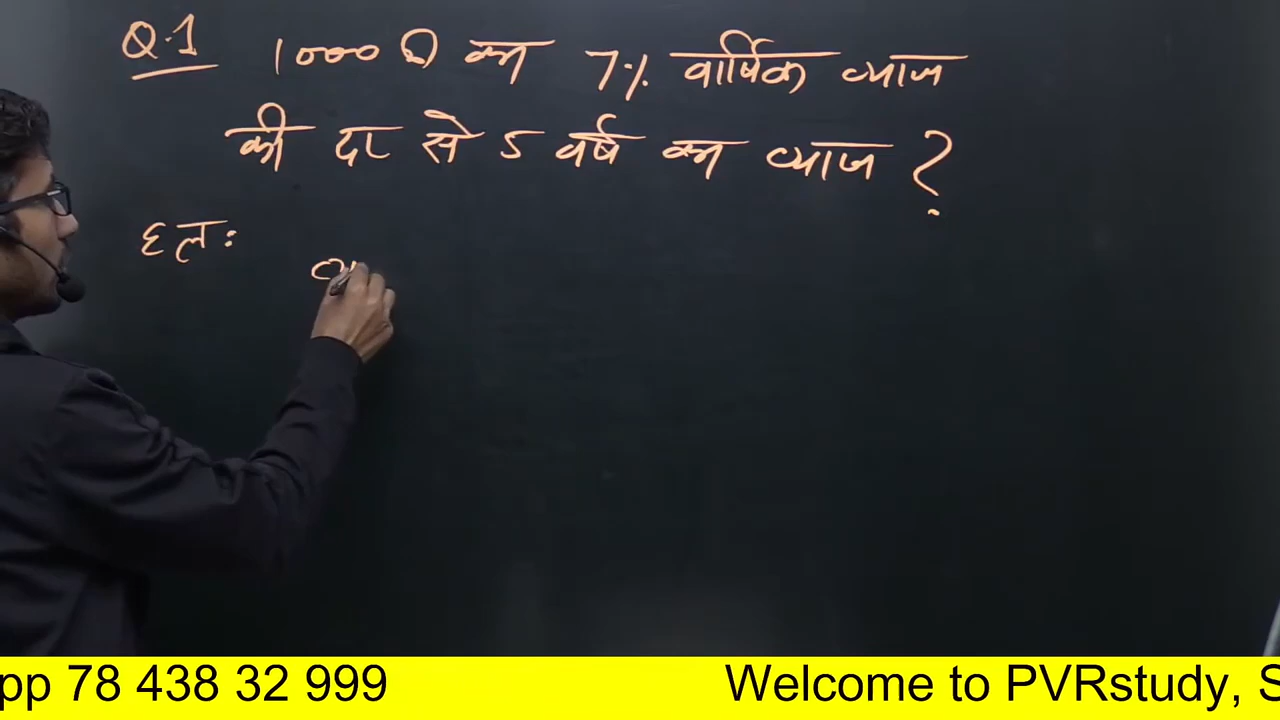 Q.1 1000 रु का 7% वार्षिक ब्याज
की दर से 5 वर्ष का ब्याज ?
हल:
pp 78 438 32 999 Welcome to PVRstudy, S